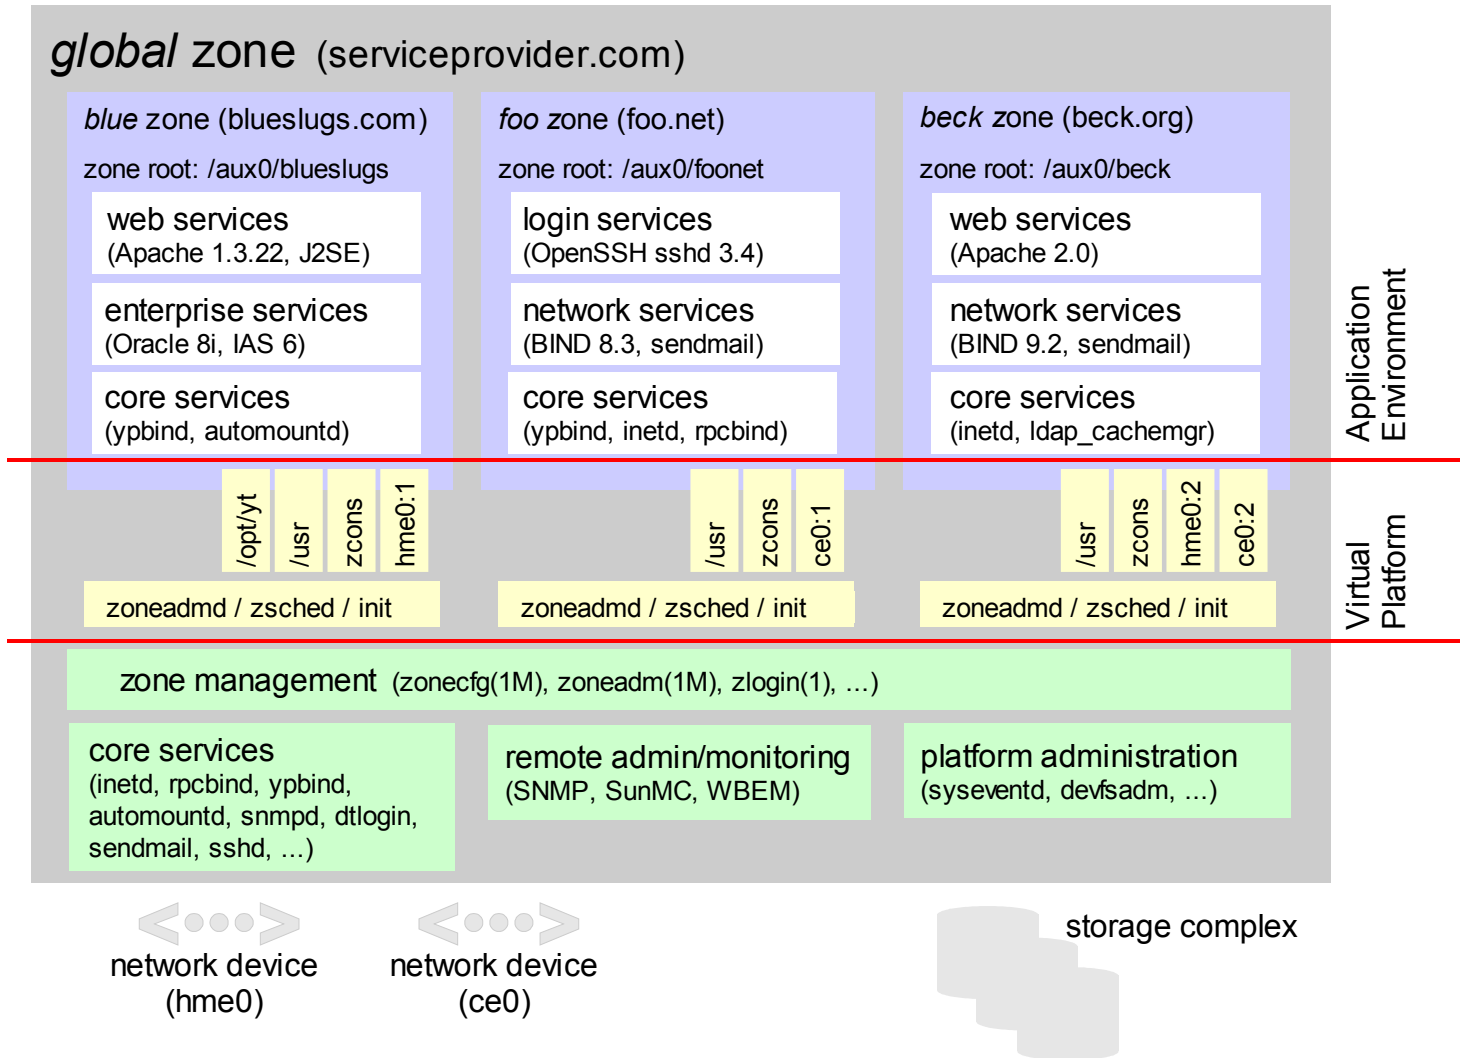 global zone (serviceprovider.com)
blue zone (blueslugs.com)
zone root: /aux0/blueslugs
web services
(Apache 1.3.22, J2SE)
enterprise services
(Oracle 8i, IAS 6)
core services
(ypbind, automountd)
foo zone (foo.net)
zone root: /aux0/foonet
login services
(OpenSSH sshd 3.4)
network services
(BIND 8.3, sendmail)
core services
(ypbind, inetd, rpcbind)
beck zone (beck.org)
zone root: /aux0/beck
web services
(Apache 2.0)
network services
(BIND 9.2, sendmail)
core services
(inetd, ldap_cachemgr)
Application
Environment
/opt/yt
/usr
zcons
hme0:1
zoneadmd / zsched / init
/usr
zcons
ce0:1
zoneadmd / zsched / init
/usr
zcons
hme0:2
ce0:2
zoneadmd / zsched / init
Virtual
Platform
zone management (zonecfg(1M), zoneadm(1M), zlogin(1), ...)
core services
(inetd, rpcbind, ypbind,
automountd, snmpd, dtlogin,
sendmail, sshd, ...)
remote admin/monitoring
(SNMP, SunMC, WBEM)
platform administration
(syseventd, devfsadm, ...)
network device
(hme0)
network device
(ce0)
storage complex